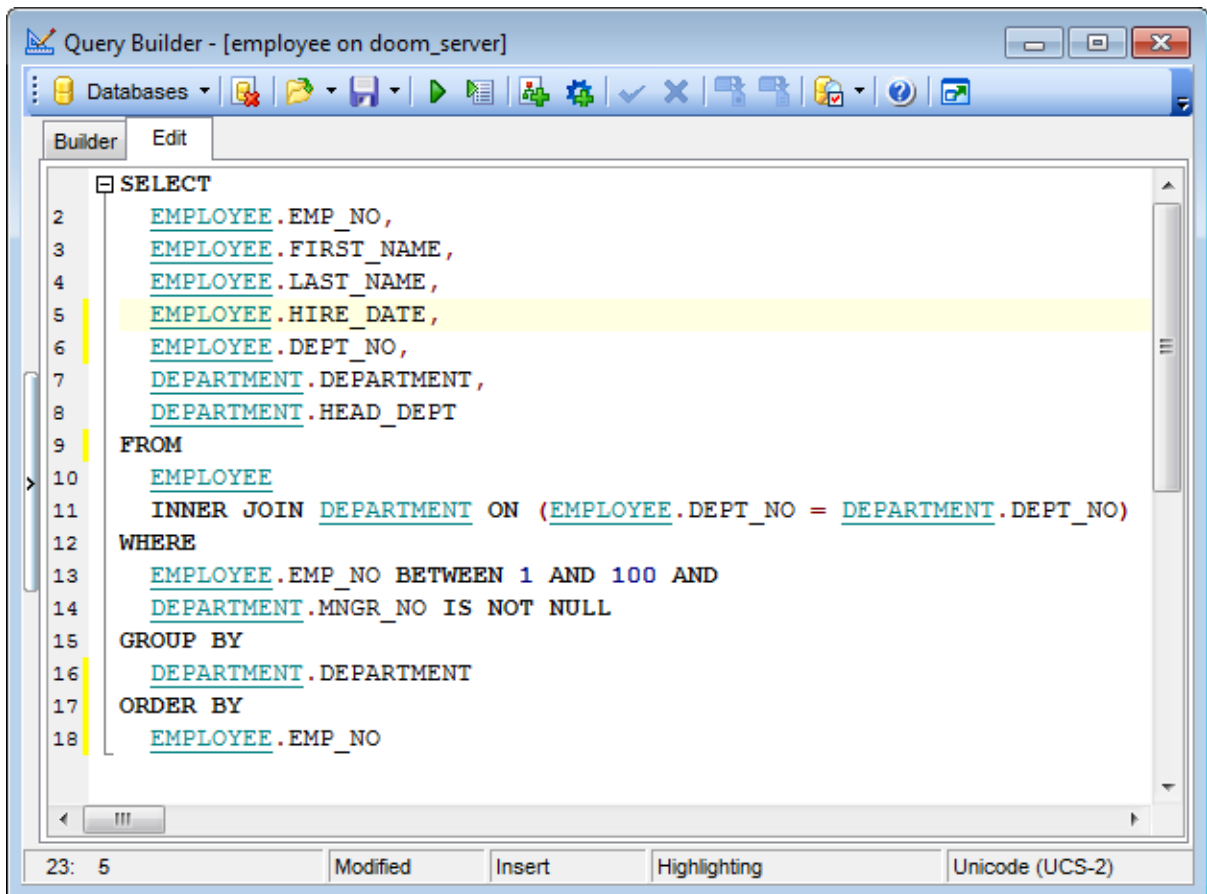 Query Builder - [employee on doom_server]
Databases
Builder Edit
SELECT
2 EMPLOYEE.EMP_NO,
3 EMPLOYEE.FIRST_NAME,
4 EMPLOYEE.LAST_NAME,
5 EMPLOYEE.HIRE_DATE,
6 EMPLOYEE.DEPT_NO,
7 DEPARTMENT.DEPARTMENT,
8 DEPARTMENT.HEAD_DEPT
9 FROM
10 EMPLOYEE
11 INNER JOIN DEPARTMENT ON (EMPLOYEE.DEPT_NO = DEPARTMENT.DEPT_NO)
12 WHERE
13 EMPLOYEE.EMP_NO BETWEEN 1 AND 100 AND
14 DEPARTMENT.MNGR_NO IS NOT NULL
15 GROUP BY
16 DEPARTMENT.DEPARTMENT
17 ORDER BY
18 EMPLOYEE.EMP_NO
23: 5 Modified Insert Highlighting Unicode (UCS-2)